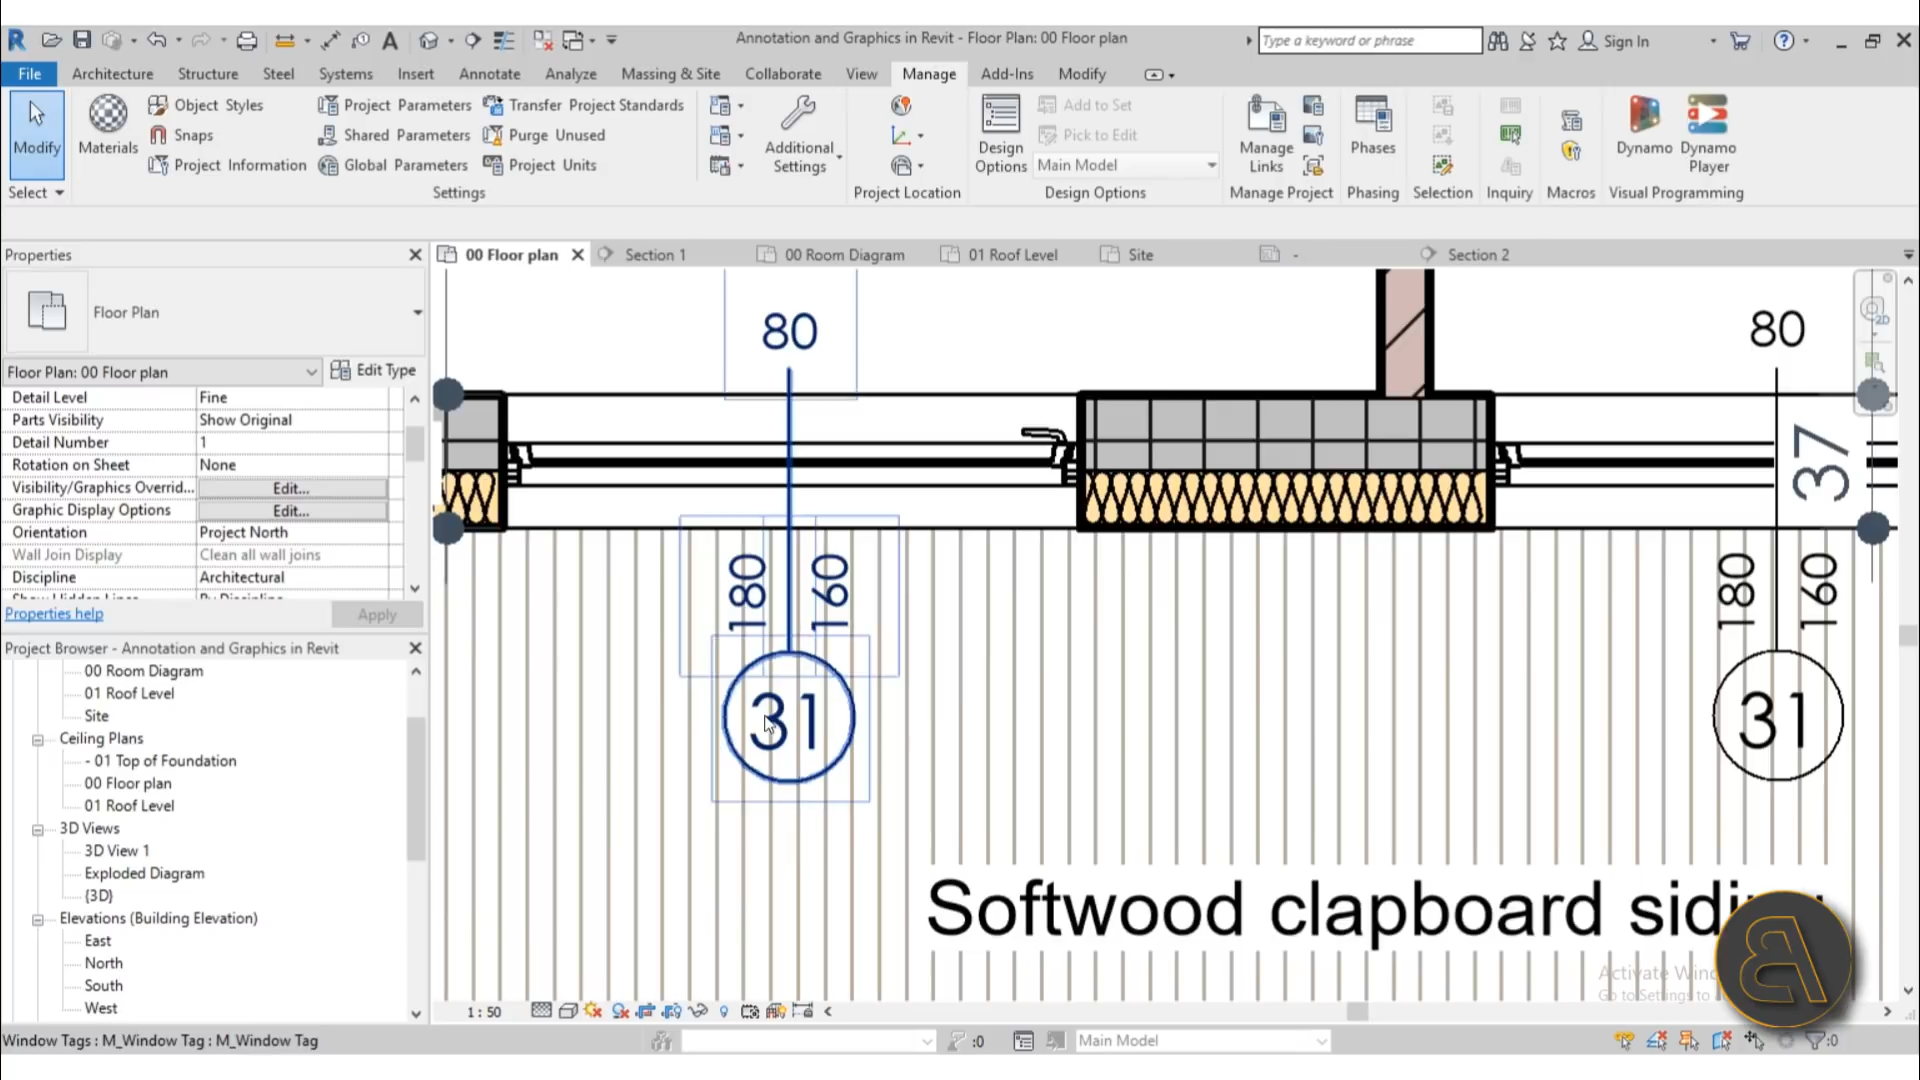 Annotation and Graphics in Revit - Floor Plan: 00 Floor plan
Type a keyword or phrase
Sign In
File Architecture Structure Steel Systems Insert Annotate Analyze Massing & Site Collaborate View Manage Add-Ins Modify
Modify
Select
Materials
Object Styles
Snaps
Project Information
Project Parameters
Shared Parameters
Global Parameters
Transfer Project Standards
Purge Unused
Project Units
Settings
Additional
Settings
Project Location
Design
Options
Add to Set
Pick to Edit
Main Model
Design Options
Manage
Links
Manage Project
Phases
Phasing
Selection
Inquiry
Macros
Dynamo
Dynamo
Player
Visual Programming
Properties
Floor Plan
Floor Plan: 00 Floor plan
Edit Type
Detail Level Fine
Parts Visibility Show Original
Detail Number 1
Rotation on Sheet None
Visibility/Graphics Overrid... Edit...
Graphic Display Options Edit...
Orientation Project North
Wall Join Display Clean all wall joins
Discipline Architectural
Properties help
Apply
Project Browser - Annotation and Graphics in Revit
00 Room Diagram
01 Roof Level
Site
Ceiling Plans
- 01 Top of Foundation
00 Floor plan
01 Roof Level
3D Views
3D View 1
Exploded Diagram
{3D}
Elevations (Building Elevation)
East
North
South
West
00 Floor plan Section 1 00 Room Diagram 01 Roof Level Site - Section 2
2D
80
80
37
180
160
180
160
31
31
Softwood clapboard
Activate
Go to Settings to
1 : 50
Window Tags : M_Window Tag : M_Window Tag
:0
Main Model
:0